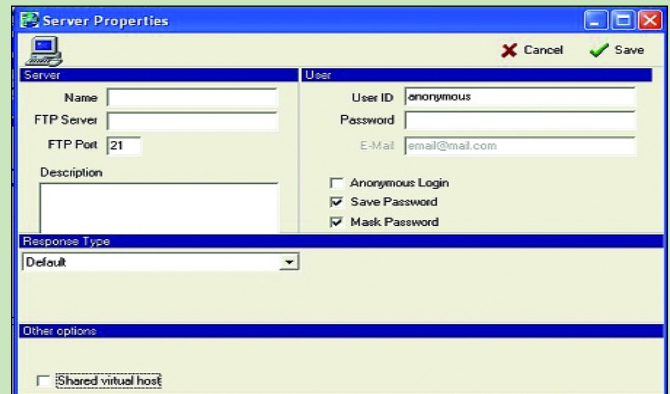 Server Properties
Cancel Save
Server
Name
FTP Server
FTP Port 21
Description
User
User ID anonymous
Password
E-Mail email@mail.com
Anonymous Login
Save Password
Mask Password
Response Type
Default
Other options
Shared virtual host